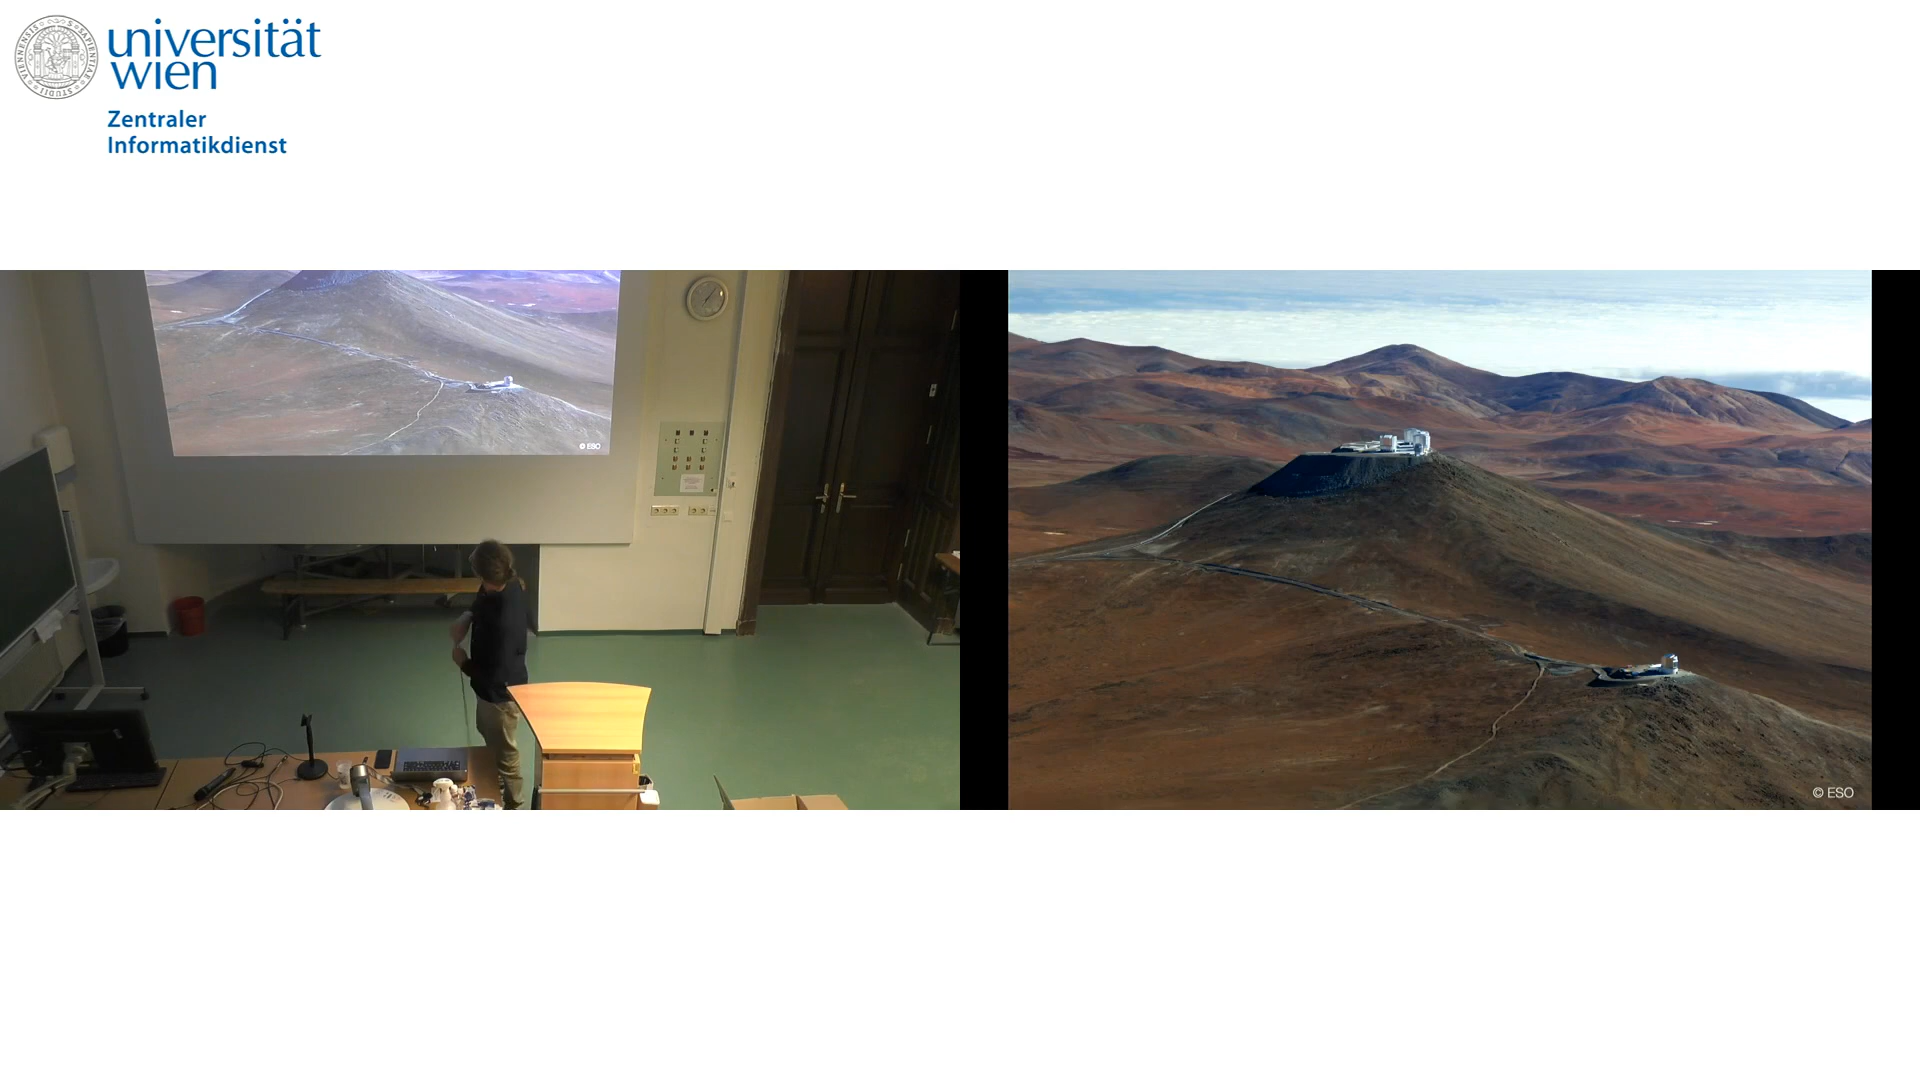 universität
wien
Zentraler
Informatikdienst
© ESO
© ESO